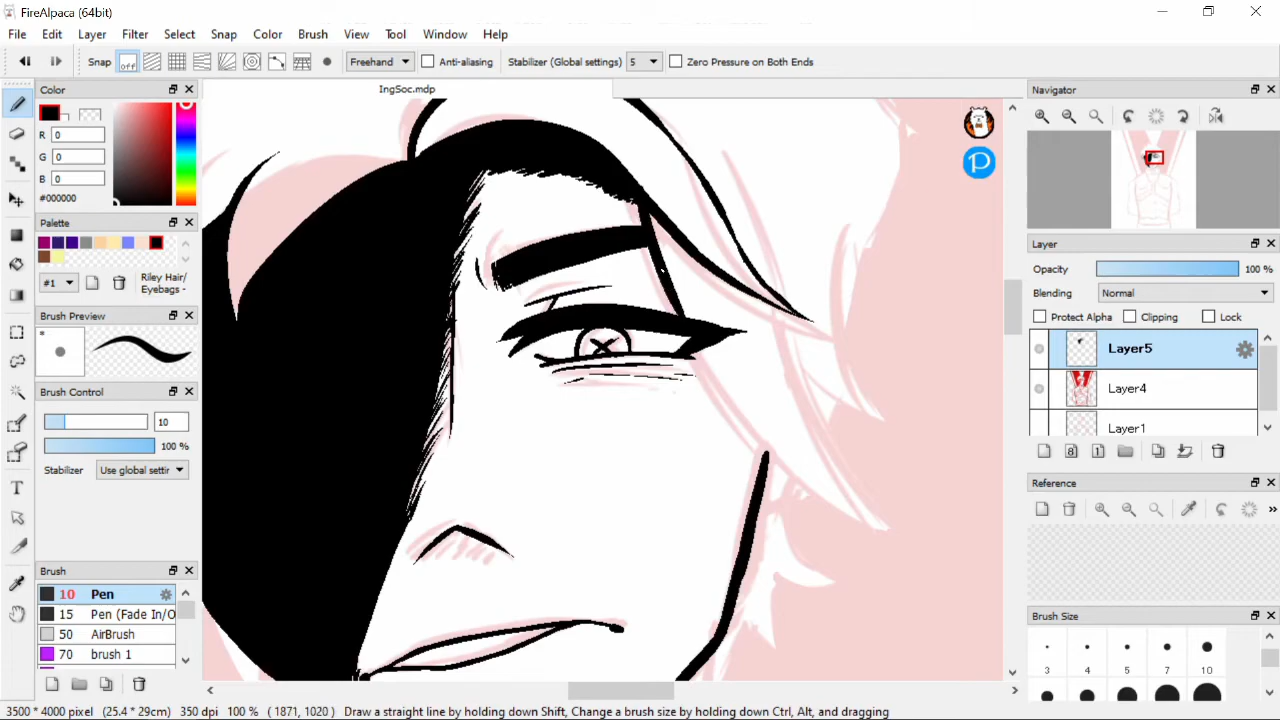 FireAlpaca (64bit)
File Edit Layer Filter Select Snap Color Brush View Tool Window Help
Snap off Freehand Anti-aliasing Stabilizer (Global settings) 5 Zero Pressure on Both Ends
Color
R 0
G 0
B 0
#000000
Palette
#1 Riley Hair/
Eyebags -
Brush Preview
*
Brush Control
10
100 %
Stabilizer Use global settir
Brush
10 Pen
15 Pen (Fade In/O
50 AirBrush
70 brush 1
IngSoc.mdp
P
Navigator
Layer
Opacity 100 %
Blending Normal
Protect Alpha Clipping Lock
Layer5
Layer4
Layer1
8 1
Reference
Brush Size
3 4 5 7 10
3500 * 4000 pixel (25.4 * 29cm) 350 dpi 100 % ( 1871, 1020 ) Draw a straight line by holding down Shift, Change a brush size by holding down Ctrl, Alt, and dragging